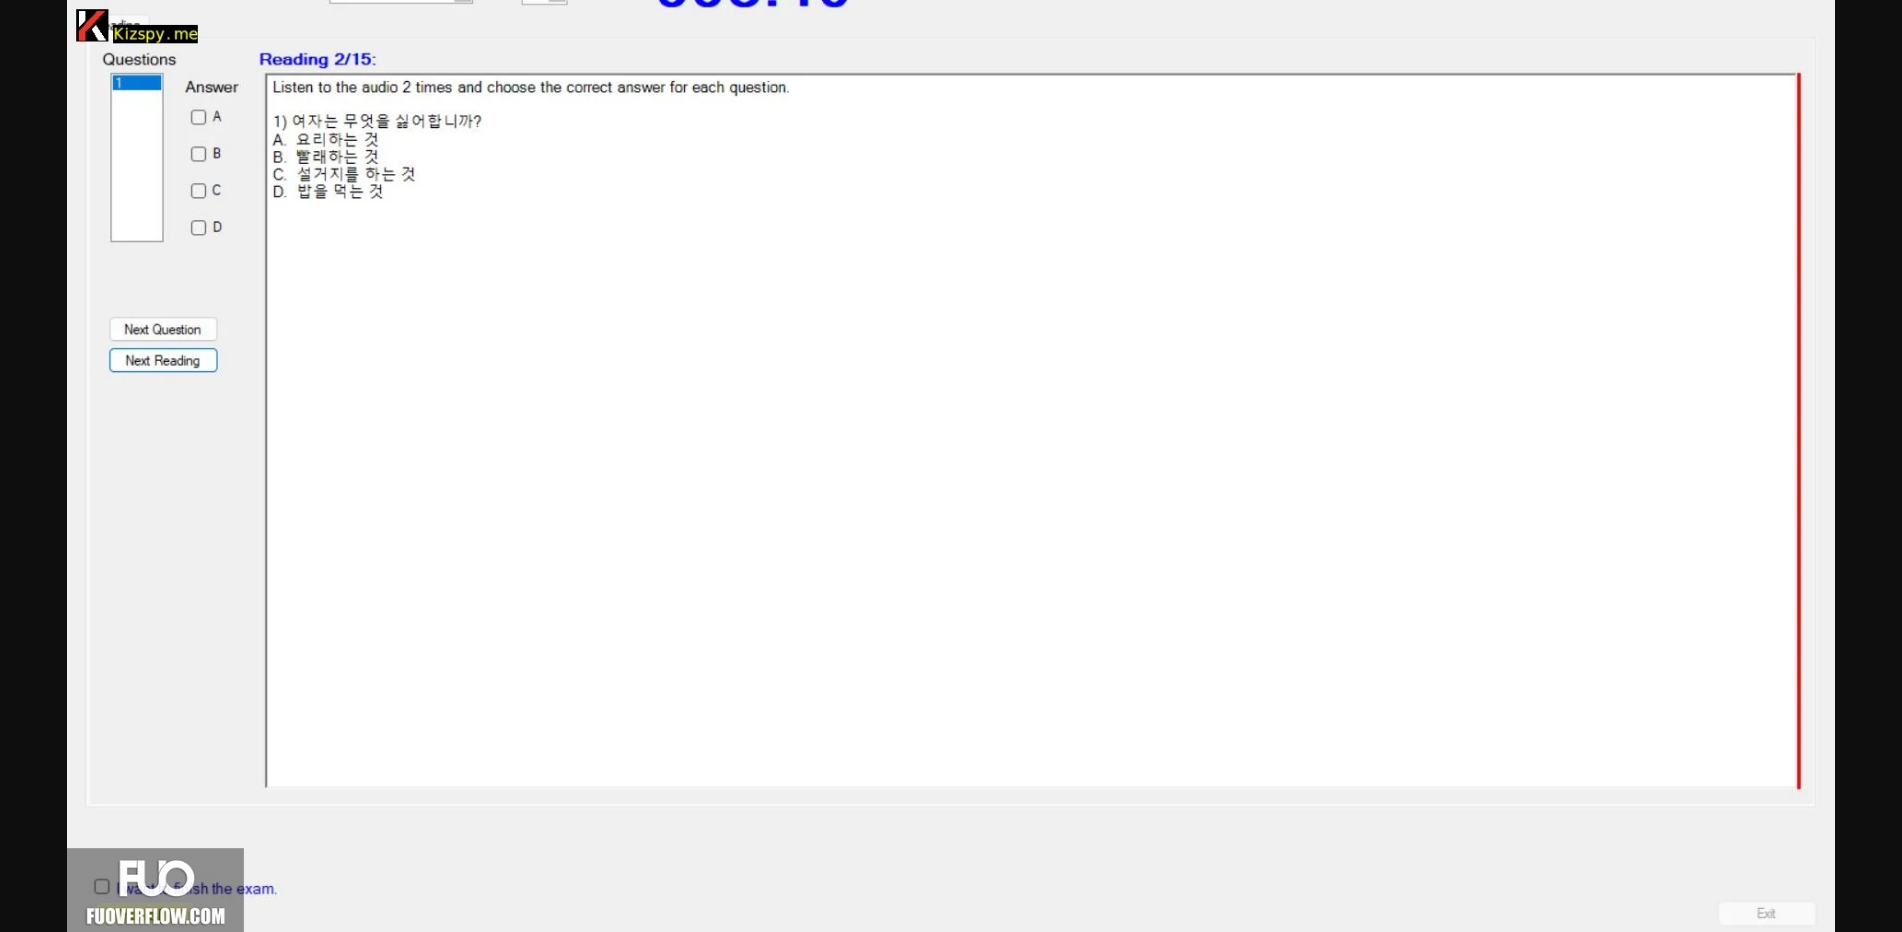 Kizspy.me
Questions
Reading 2/15:
1
Answer
Listen to the audio 2 times and choose the correct answer for each question.
A
B
C
D
1) 여자는 무엇을 싫어합니까?
A. 요리하는 것
B. 빨래하는 것
C. 설거지를 하는 것
D. 밥을 먹는 것
Next Question
Next Reading
FUO
the exam.
FUOVERFLOW.COM
Exit